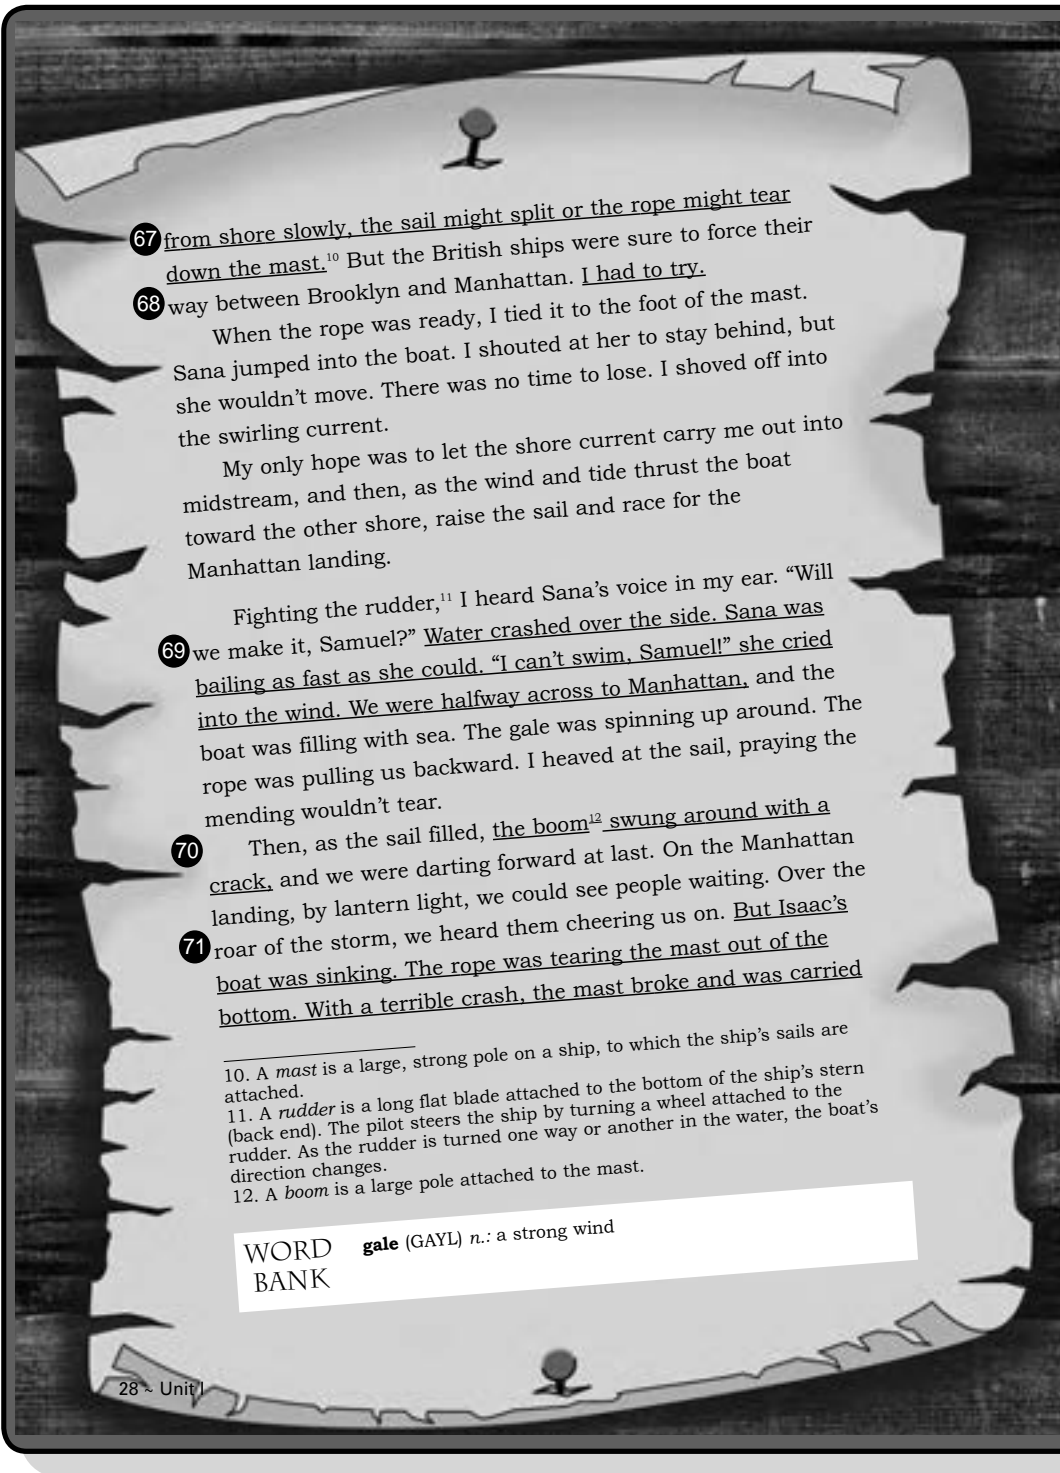 67 from shore slowly, the sail might split or the rope might tear
down the mast.10 But the British ships were sure to force their
68 way between Brooklyn and Manhattan. I had to try.
When the rope was ready, I tied it to the foot of the mast.
Sana jumped into the boat. I shouted at her to stay behind, but
she wouldn't move. There was no time to lose. I shoved off into
the swirling current.
My only hope was to let the shore current carry me out into
midstream, and then, as the wind and tide thrust the boat
toward the other shore, raise the sail and race for the
Manhattan landing.
Fighting the rudder,11 I heard Sana's voice in my ear. “Will
69 we make it, Samuel?” Water crashed over the side. Sana was
bailing as fast as she could. “I can't swim, Samuel!” she cried
into the wind. We were halfway across to Manhattan, and the
boat was filling with sea. The gale was spinning up around. The
rope was pulling us backward. I heaved at the sail, praying the
mending wouldn't tear.
70 Then, as the sail filled, the boom12 swung around with a
crack, and we were darting forward at last. On the Manhattan
landing, by lantern light, we could see people waiting. Over the
71 roar of the storm, we heard them cheering us on. But Isaac's
boat was sinking. The rope was tearing the mast out of the
bottom. With a terrible crash, the mast broke and was carried
10. A mast is a large, strong pole on a ship, to which the ship's sails are
attached.
11. A rudder is a long flat blade attached to the bottom of the ship's stern
(back end). The pilot steers the ship by turning a wheel attached to the
rudder. As the rudder is turned one way or another in the water, the boat's
direction changes.
12. A boom is a large pole attached to the mast.
WORD
BANK
gale (GAYL) n.: a strong wind
28 ~ Unit I